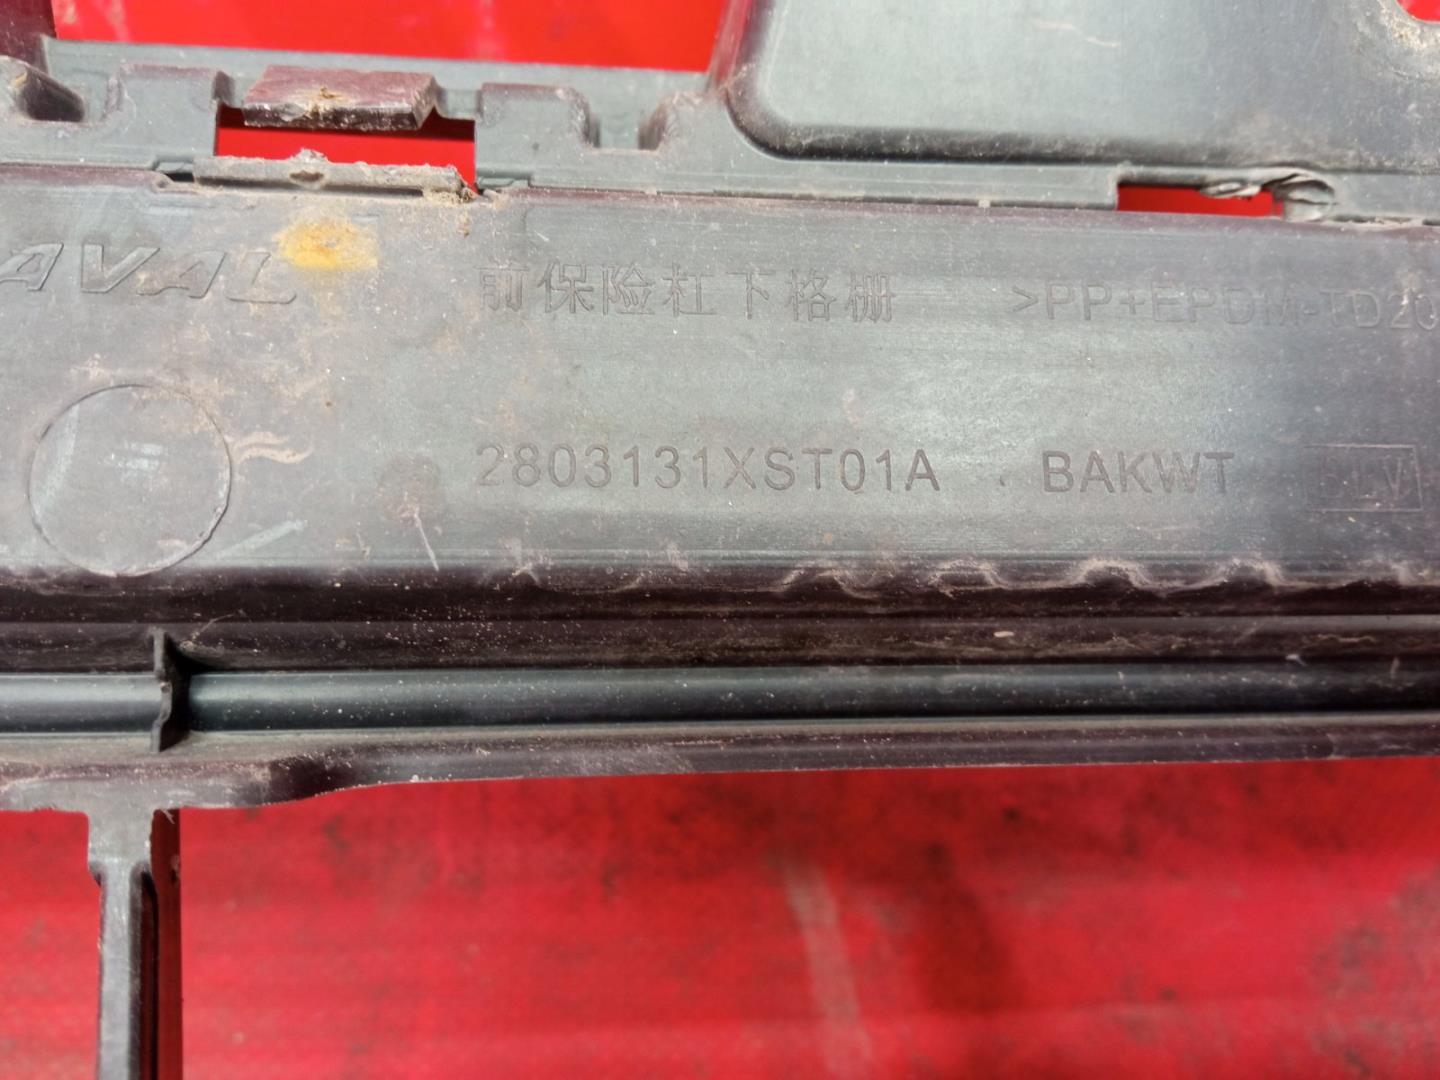 AVAL 前保险杠下格栅 >PP+EPDM-TD20
2803131XST01A BAKWT